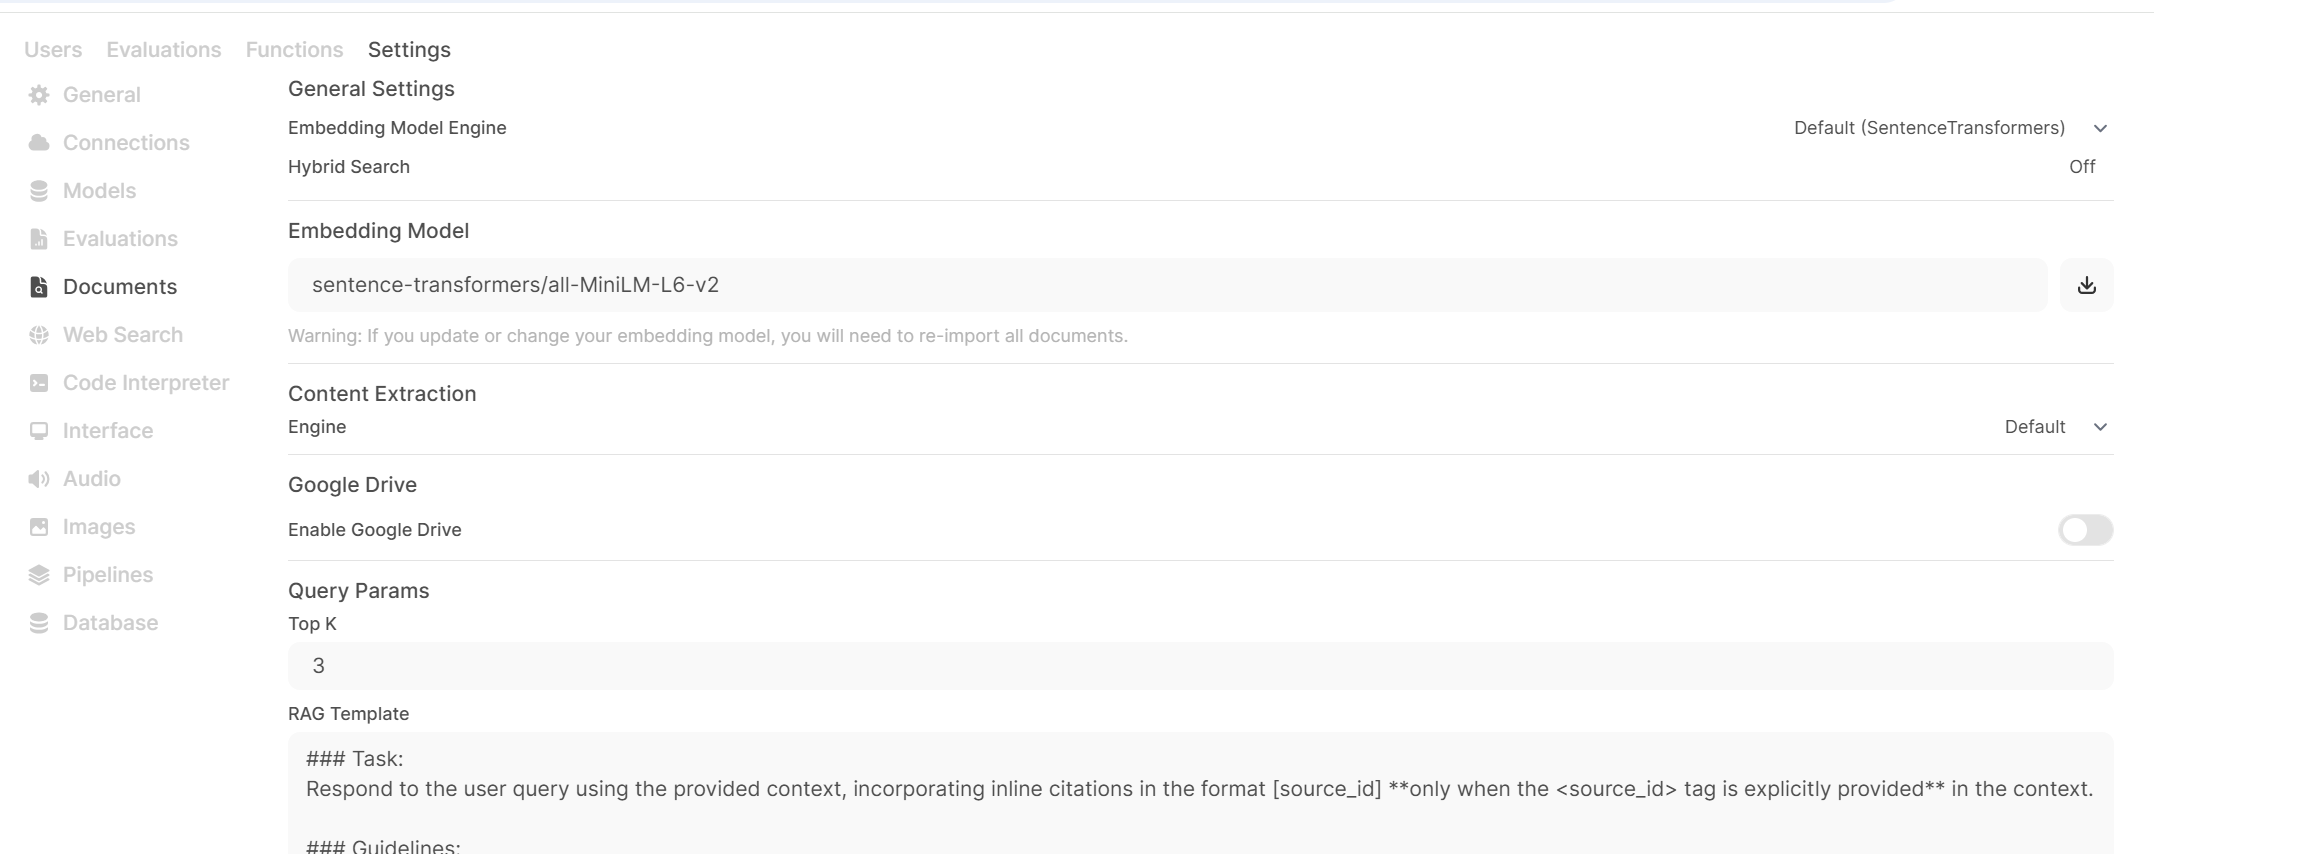 Users Evaluations Functions Settings
General
Connections
Models
Evaluations
Documents
Web Search
Code Interpreter
Interface
Audio
Images
Pipelines
Database
General Settings
Embedding Model Engine Default (SentenceTransformers)
Hybrid Search Off
Embedding Model
sentence-transformers/all-MiniLM-L6-v2
Warning: If you update or change your embedding model, you will need to re-import all documents.
Content Extraction
Engine Default
Google Drive
Enable Google Drive
Query Params
Top K
3
RAG Template
### Task:
Respond to the user query using the provided context, incorporating inline citations in the format [source_id] **only when the <source_id> tag is explicitly provided** in the context.
### Guidelines: